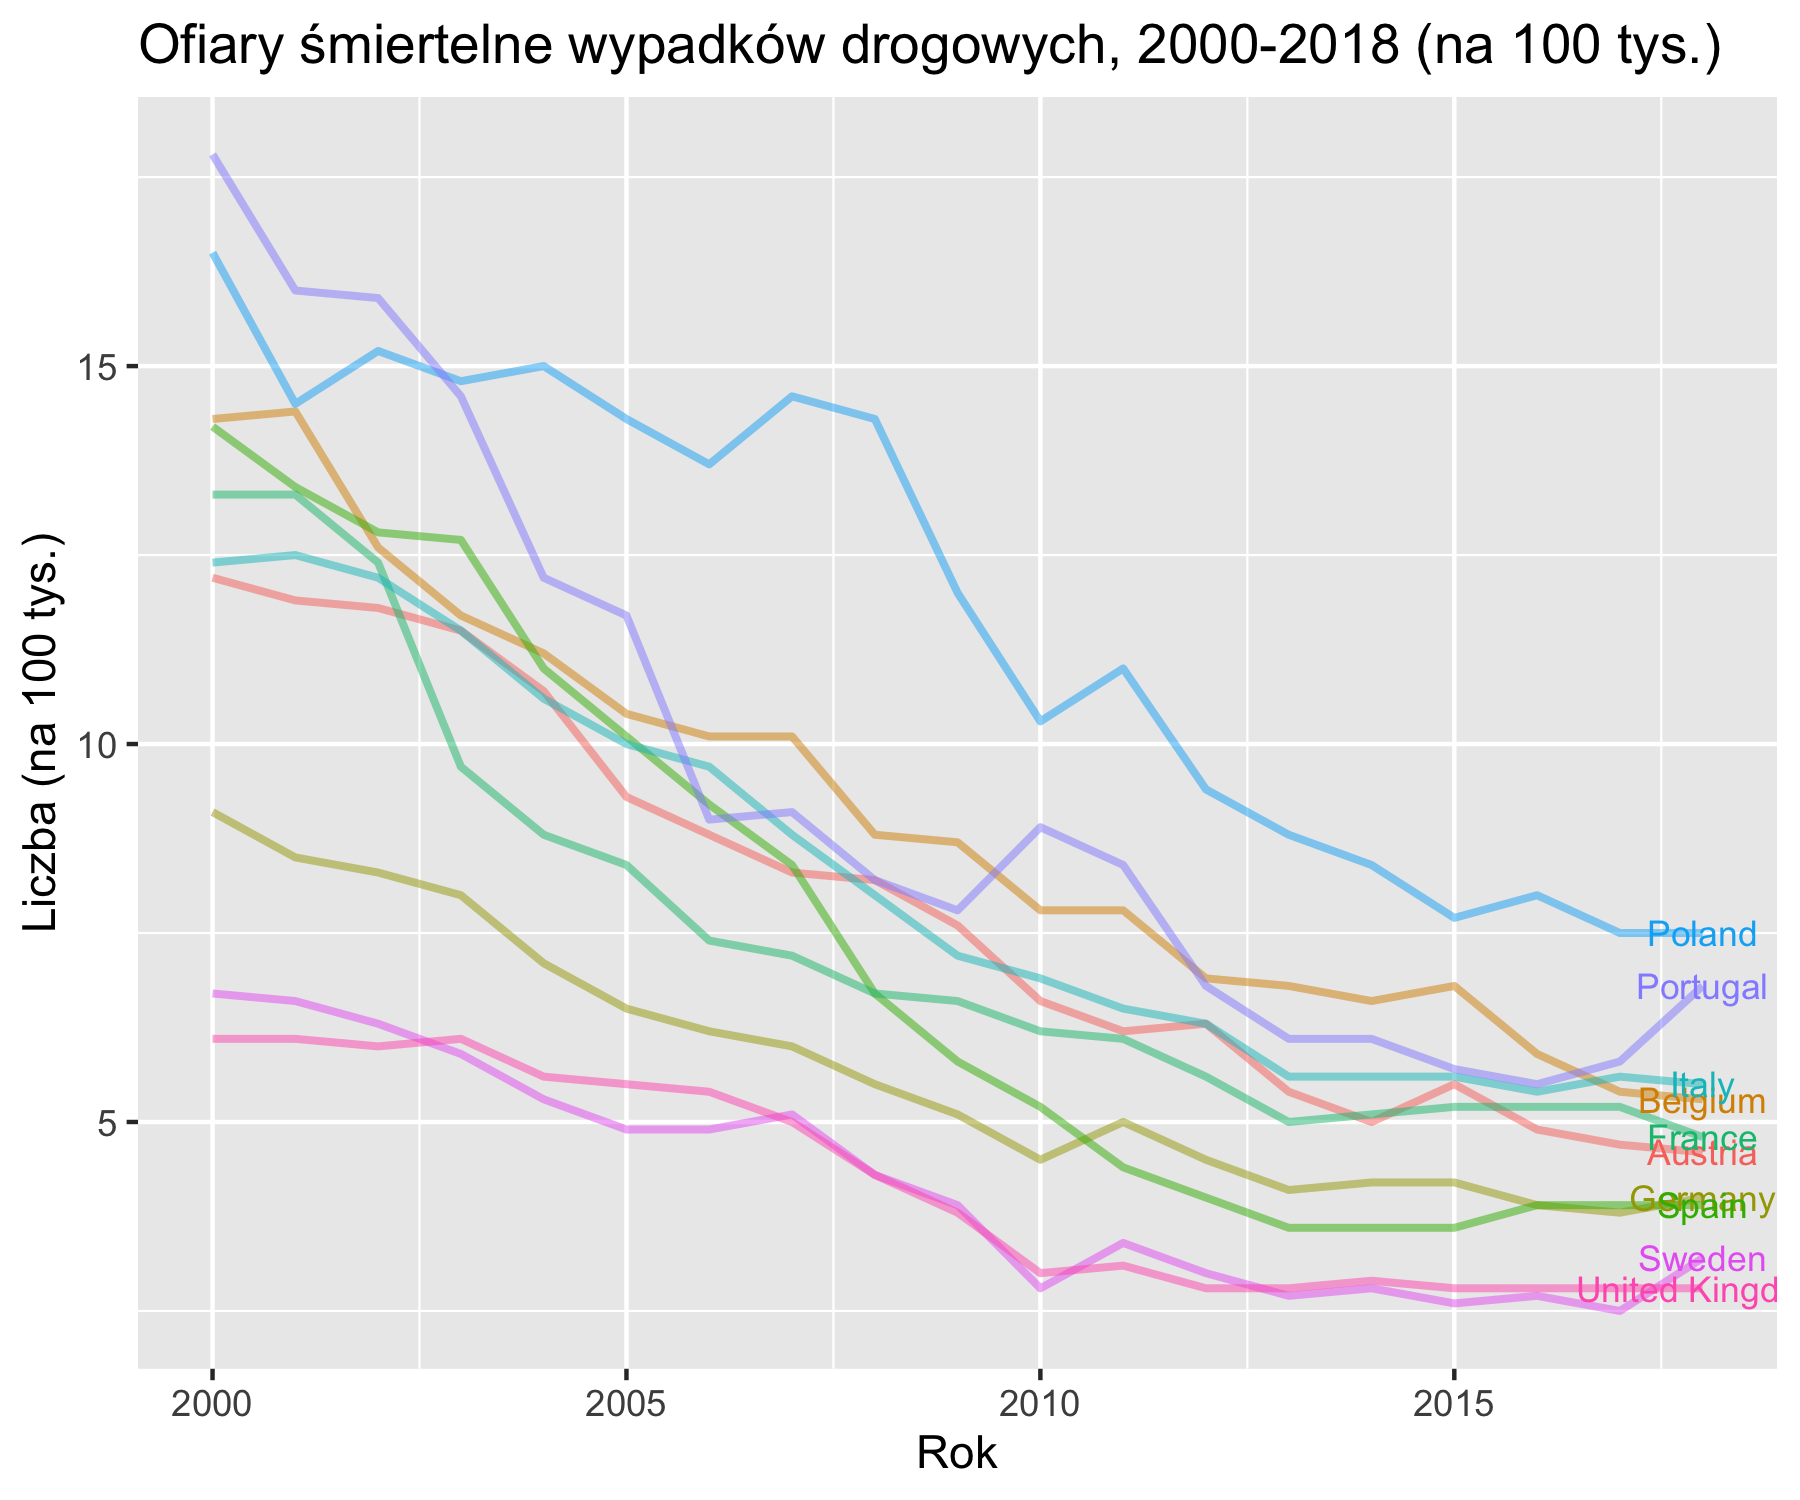 Ofiary śmiertelne wypadków drogowych, 2000-2018 (na 100 tys.)
Liczba (na 100 tys.)
15
10
5
Poland
Portugal
Italy
Belgium
France
Austria
Germany
Spain
Sweden
United Kingd
2000
2005
2010
2015
Rok